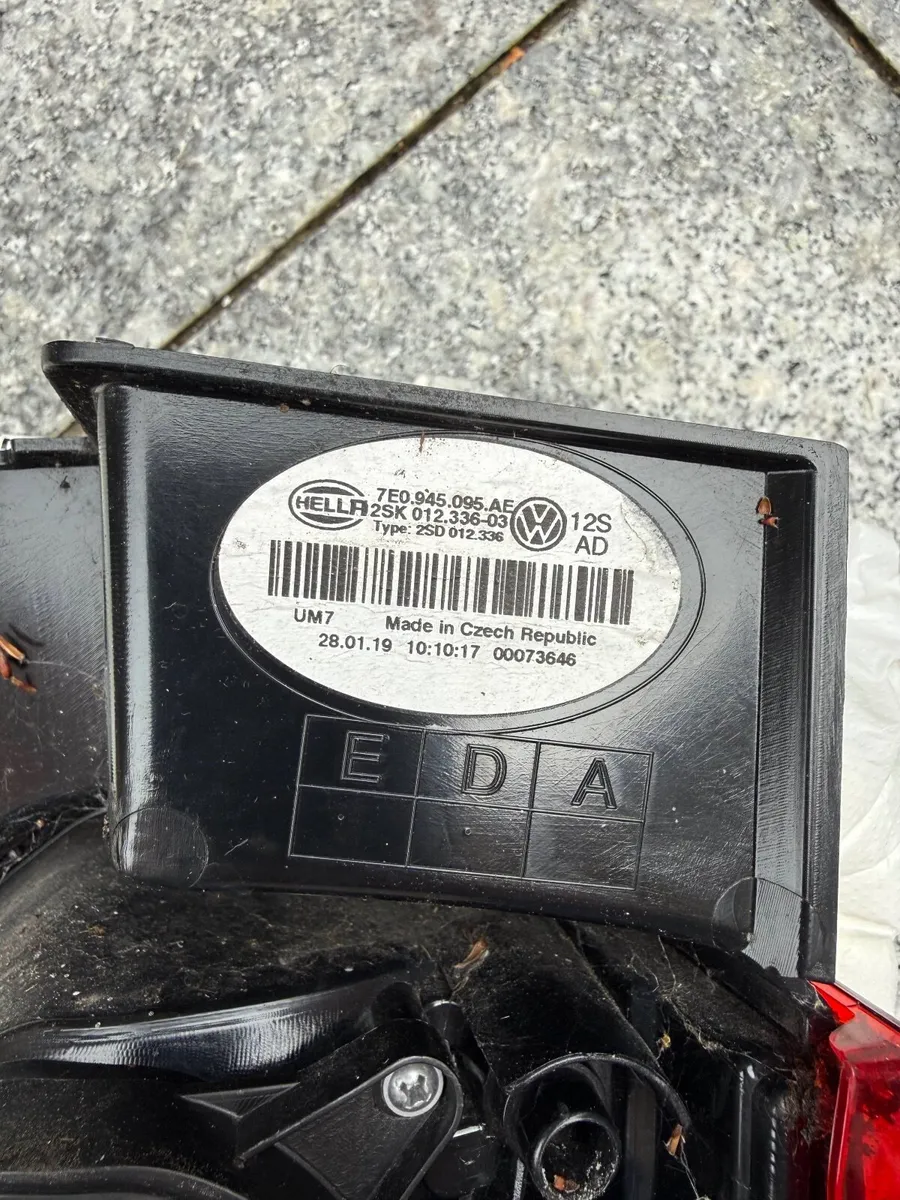 HELLA
7E0.945.095.AE
2SK 012.336-03
Type: 2SD 012.336
12S
AD
UM7 Made in Czech Republic
28.01.19 10:10:17 00073646
E D A